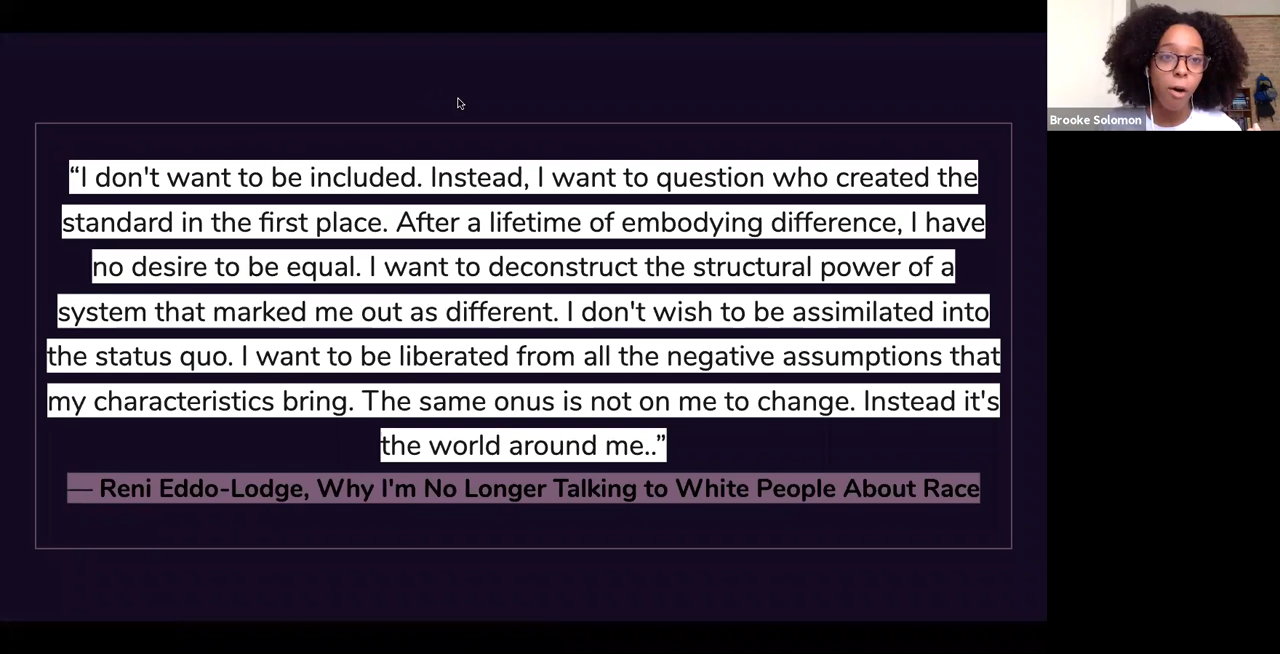 “I don't want to be included. Instead, I want to question who created the
standard in the first place. After a lifetime of embodying difference, I have
no desire to be equal. I want to deconstruct the structural power of a
system that marked me out as different. I don't wish to be assimilated into
the status quo. I want to be liberated from all the negative assumptions that
my characteristics bring. The same onus is not on me to change. Instead it's
the world around me..”
— Reni Eddo-Lodge, Why I'm No Longer Talking to White People About Race
Brooke Solomon